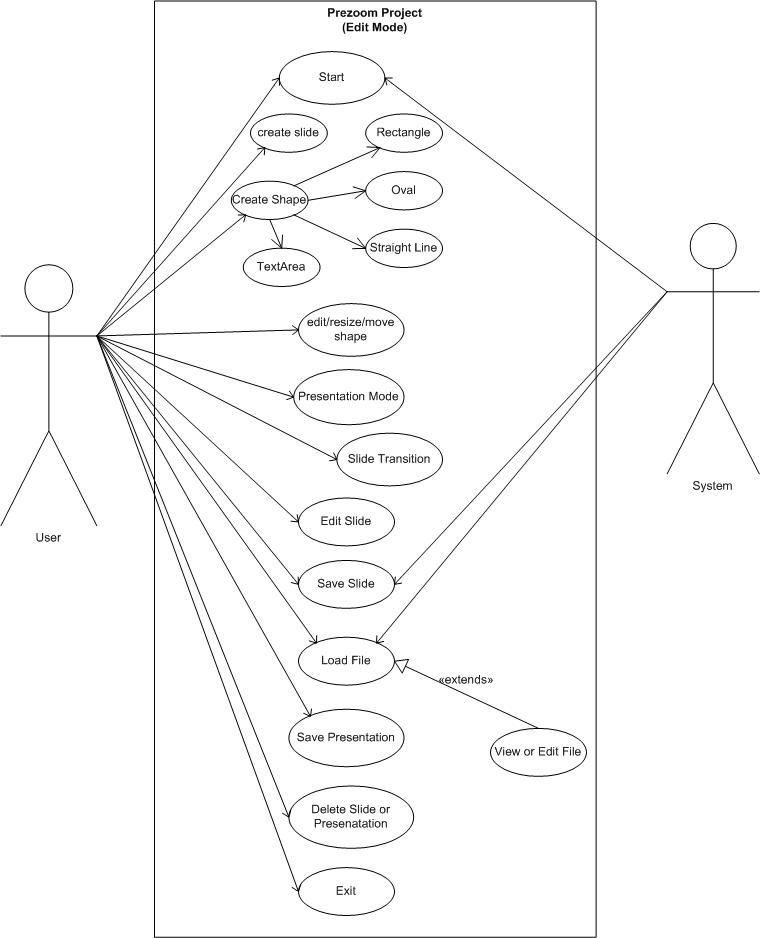 Prezoom Project
(Edit Mode)
Start
create slide
Rectangle
Oval
Create Shape
Straight Line
TextArea
edit/resize/move
shape
Presentation Mode
Slide Transition
System
Edit Slide
User
Save Slide
Load File
«extends»
Save Presentation
View or Edit File
Delete Slide or
Presenatation
Exit